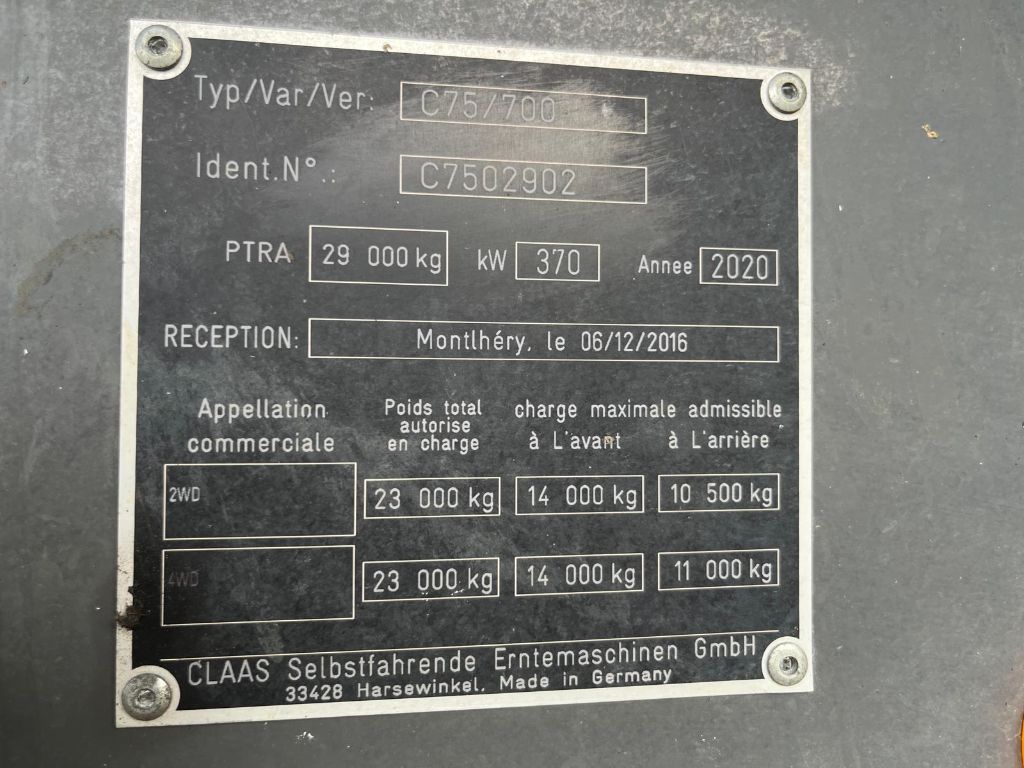 Typ/Var/Ver: C75/700
Ident.N°.: C7502902
PTRA 29 000 kg kW 370 Annee 2020
RECEPTION: Montlhéry, le 06/12/2016
Appellation commerciale
Poids total autorise en charge
charge maximale admissible
à L'avant à L'arrière
2WD 23 000 kg 14 000 kg 10 500 kg
4WD 23 000 kg 14 000 kg 11 000 kg
CLAAS Selbstfahrende Erntemaschinen GmbH
33428 Harsewinkel, Made in Germany